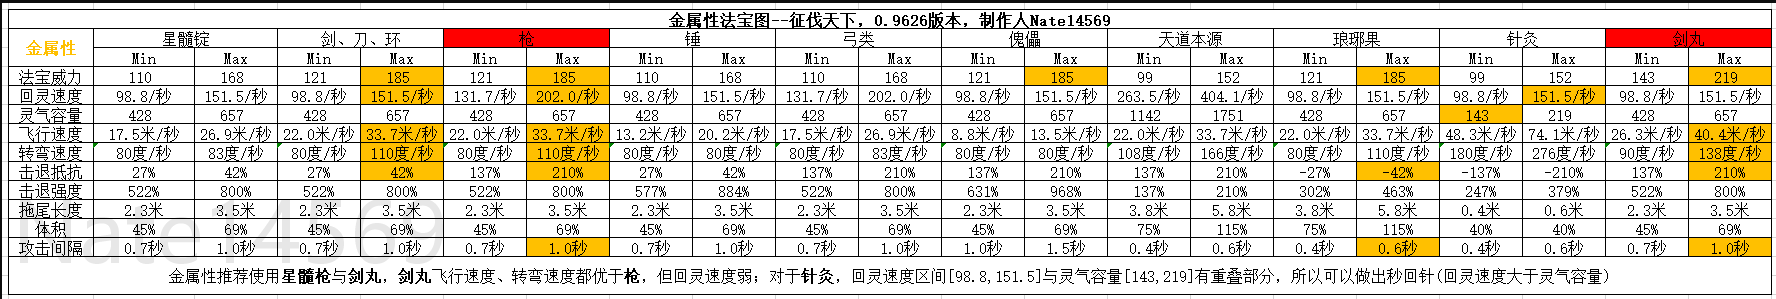 金属性法宝图--征伐天下, 0.9626版本, 制作人Nate14569
金属性 星髓锭 剑、刀、环 枪 锤 弓类 傀儡 天道本源 琅琊果 针灸 剑丸
Min Max Min Max Min Max Min Max Min Max Min Max Min Max Min Max Min Max Min Max
法宝威力 110 168 121 185 121 185 110 168 110 168 121 185 99 152 121 185 99 152 143 219
回灵速度 98.8/秒 151.5/秒 98.8/秒 151.5/秒 131.7/秒 202.0/秒 98.8/秒 151.5/秒 131.7/秒 202.0/秒 98.8/秒 151.5/秒 263.5/秒 404.1/秒 98.8/秒 151.5/秒 98.8/秒 151.5/秒 98.8/秒 151.5/秒
灵气容量 428 657 428 657 428 657 428 657 428 657 428 657 1142 1751 428 657 143 219 428 657
飞行速度 17.5米/秒 26.9米/秒 22.0米/秒 33.7米/秒 22.0米/秒 33.7米/秒 13.2米/秒 20.2米/秒 17.5米/秒 26.9米/秒 8.8米/秒 13.5米/秒 22.0米/秒 33.7米/秒 22.0米/秒 33.7米/秒 48.3米/秒 74.1米/秒 26.3米/秒 40.4米/秒
转弯速度 80度/秒 83度/秒 80度/秒 110度/秒 80度/秒 110度/秒 80度/秒 80度/秒 80度/秒 83度/秒 80度/秒 80度/秒 108度/秒 166度/秒 80度/秒 110度/秒 180度/秒 276度/秒 90度/秒 138度/秒
击退抵抗 27% 42% 27% 42% 137% 210% 27% 42% 137% 210% 137% 210% 137% 210% -27% -42% -137% -210% 137% 210%
击退强度 522% 800% 522% 800% 522% 800% 577% 884% 522% 800% 631% 968% 137% 210% 302% 463% 247% 379% 522% 800%
拖尾长度 2.3米 3.5米 2.3米 3.5米 2.3米 3.5米 2.3米 3.5米 2.3米 3.5米 2.3米 3.5米 3.8米 5.8米 3.8米 5.8米 0.4米 0.6米 2.3米 3.5米
体积 45% 69% 45% 69% 45% 69% 45% 69% 45% 69% 45% 69% 75% 115% 75% 115% 40% 40% 45% 69%
攻击间隔 0.7秒 1.0秒 0.7秒 1.0秒 0.7秒 1.0秒 0.7秒 1.0秒 0.7秒 1.0秒 1.0秒 1.5秒 0.4秒 0.6秒 0.4秒 0.6秒 0.4秒 0.6秒 0.7秒 1.0秒
金属性推荐使用星髓枪与剑丸, 剑丸飞行速度、转弯速度都优于枪, 但回灵速度弱; 对于针灸, 回灵速度区间[98.8,151.5]与灵气容量[143,219]有重叠部分, 所以可以做出秒回针(回灵速度大于灵气容量)
Nate14569